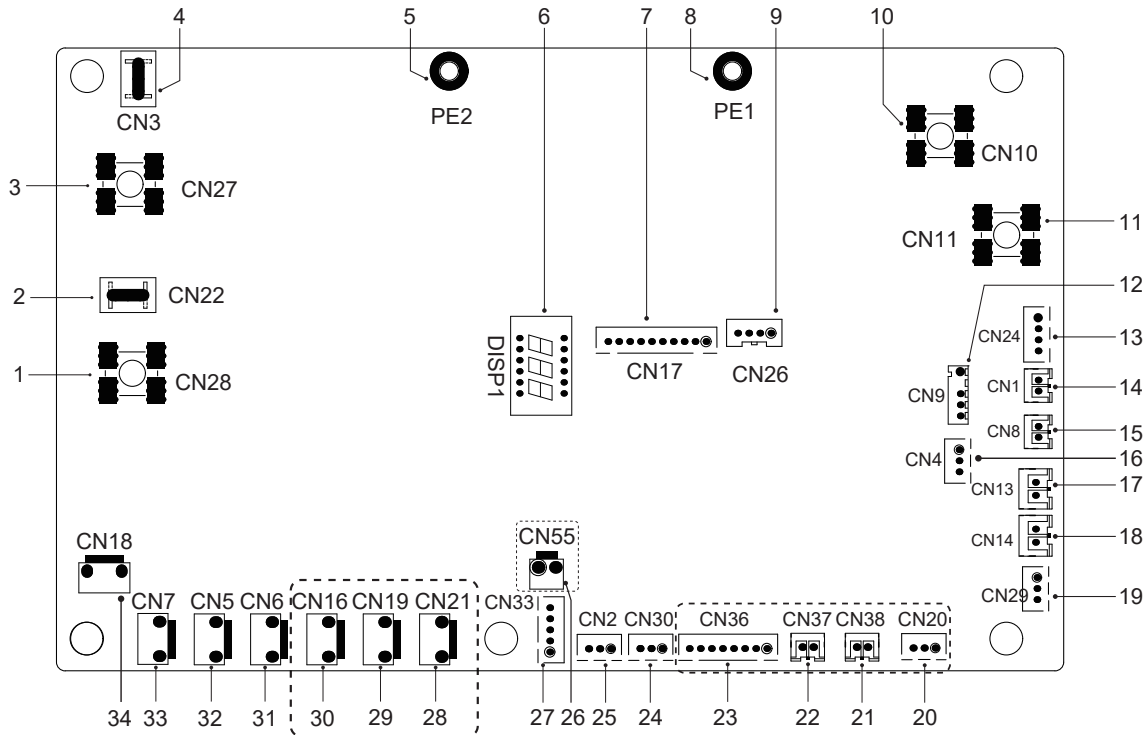 4 5 6 7 8 9 10
CN3 PE2 PE1
CN10
3 CN27
CN11 11
2 CN22
12
DISP1
CN17 CN26
CN24 13
1 CN28
CN9 CN1 14
CN8 15
CN4 16
CN13 17
CN14 18
CN18 CN55
CN29 19
CN7 CN5 CN6 CN16 CN19 CN21 CN33 CN2 CN30 CN36 CN37 CN38 CN20
34 33 32 31 30 29 28 27 26 25 24 23 22 21 20